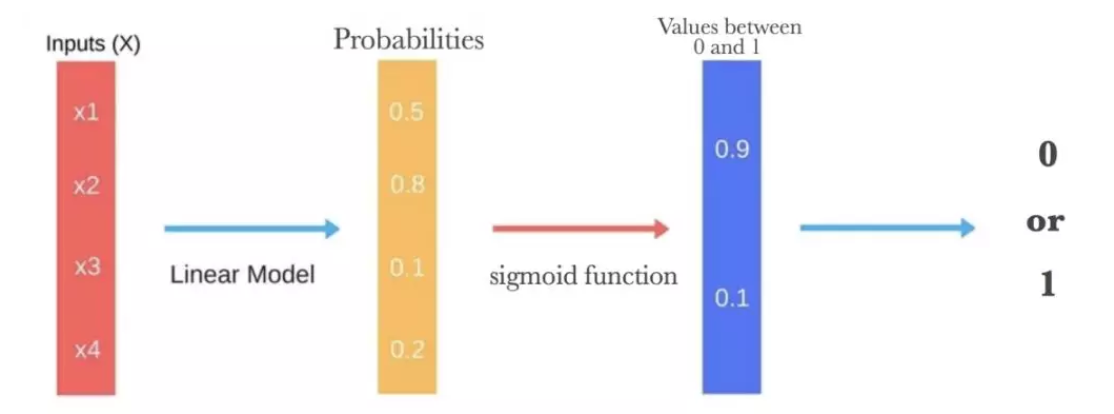 Inputs (X)
x1
x2
x3
x4
Linear Model
Probabilities
0.5
0.8
0.1
0.2
sigmoid function
Values between
0 and 1
0.9
0.1
0
or
1